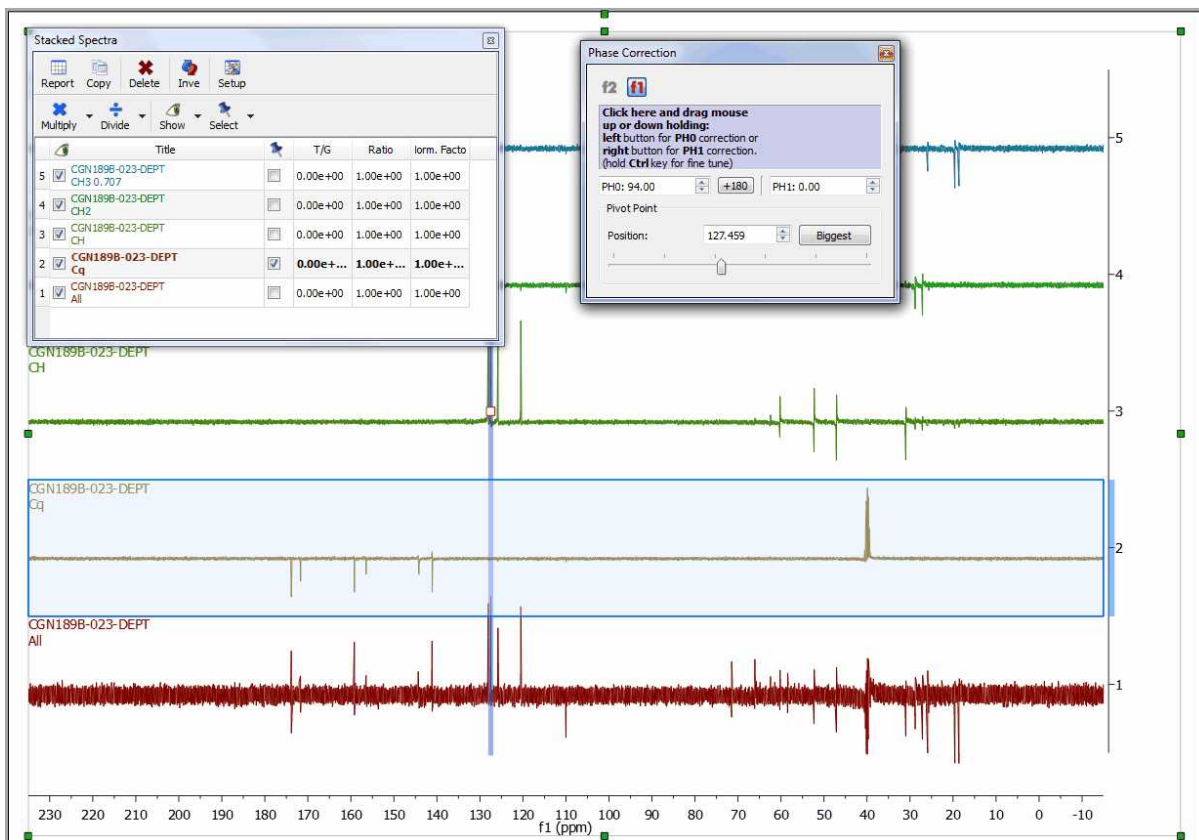 Stacked Spectra
Report Copy Delete Inve Setup
Multiply Divide Show Select
Title T/G Ratio lorm. Facto
5 CGN189B-023-DEPT 0.00e+00 1.00e+00 1.00e+00
CH3 0.707
4 CGN189B-023-DEPT 0.00e+00 1.00e+00 1.00e+00
CH2
3 CGN189B-023-DEPT 0.00e+00 1.00e+00 1.00e+00
CH
2 CGN189B-023-DEPT 0.00e+... 1.00e+... 1.00e+...
Cq
1 CGN189B-023-DEPT 0.00e+00 1.00e+00 1.00e+00
All
Phase Correction
f2 f1
Click here and drag mouse
up or down holding:
left button for PH0 correction or
right button for PH1 correction.
(hold Ctrl key for fine tune)
PH0: 94.00 +180 PH1: 0.00
Pivot Point
Position: 127.459 Biggest
5
4
CGN189B-023-DEPT
CH
3
CGN189B-023-DEPT
Cq
2
CGN189B-023-DEPT
All
1
230 220 210 200 190 180 170 160 150 140 130 120 110 100 90 80 70 60 50 40 30 20 10 0 -10
f1 (ppm)